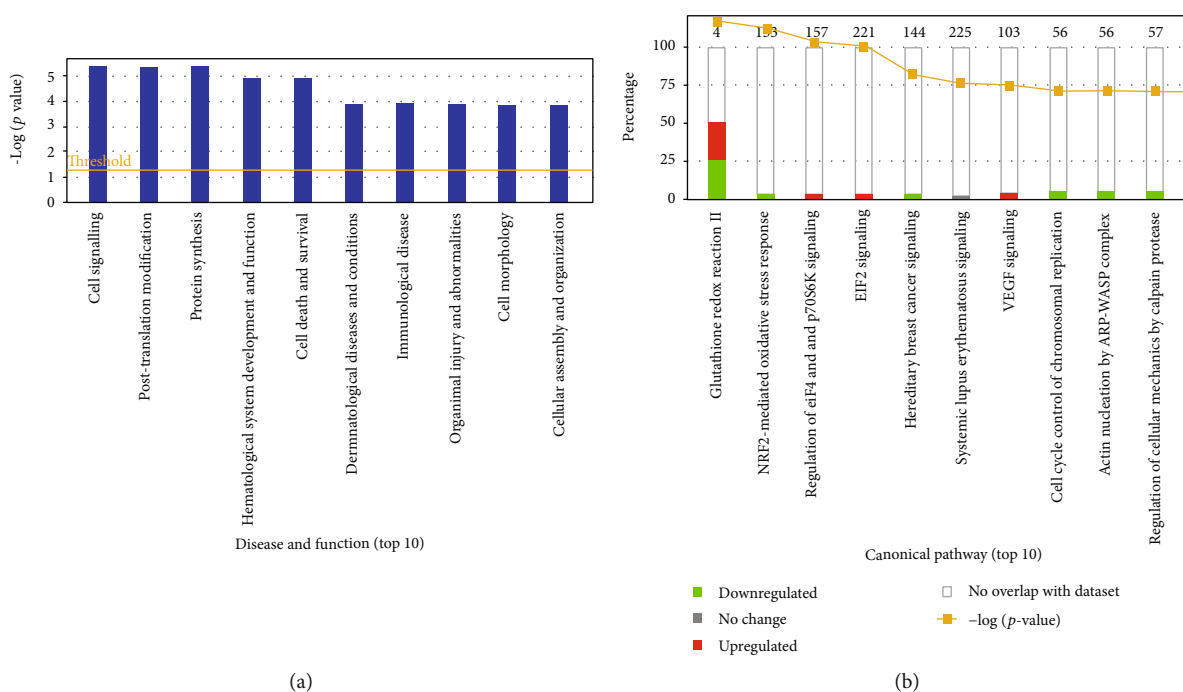 -Log (p value)
5
4
3
2
1
0
Threshold
Cell signalling
Post-translation modification
Protein synthesis
Hematological system development and function
Cell death and survival
Dermnatological diseases and conditions
Immunological disease
Organimal injury and abnormalities
Cell morphology
Cellular assembly and organization
Disease and function (top 10)
(a)
4 153 157 221 144 225 103 56 56 57
Percentage
100
75
50
25
0
Glutathione redox reaction II
NRF2-mediated oxidative stress response
Regulation of eiF4 and and p70S6K signaling
EIF2 signaling
Hereditary breast cancer signaling
Systemic lupus erythematosus signaling
VEGF signaling
Cell cycle control of chromosomal replication
Actin nucleation by ARP-WASP complex
Regulation of cellular mechanics by calpain protease
Canonical pathway (top 10)
Downregulated
No change
Upregulated
No overlap with dataset
–log (p-value)
(b)